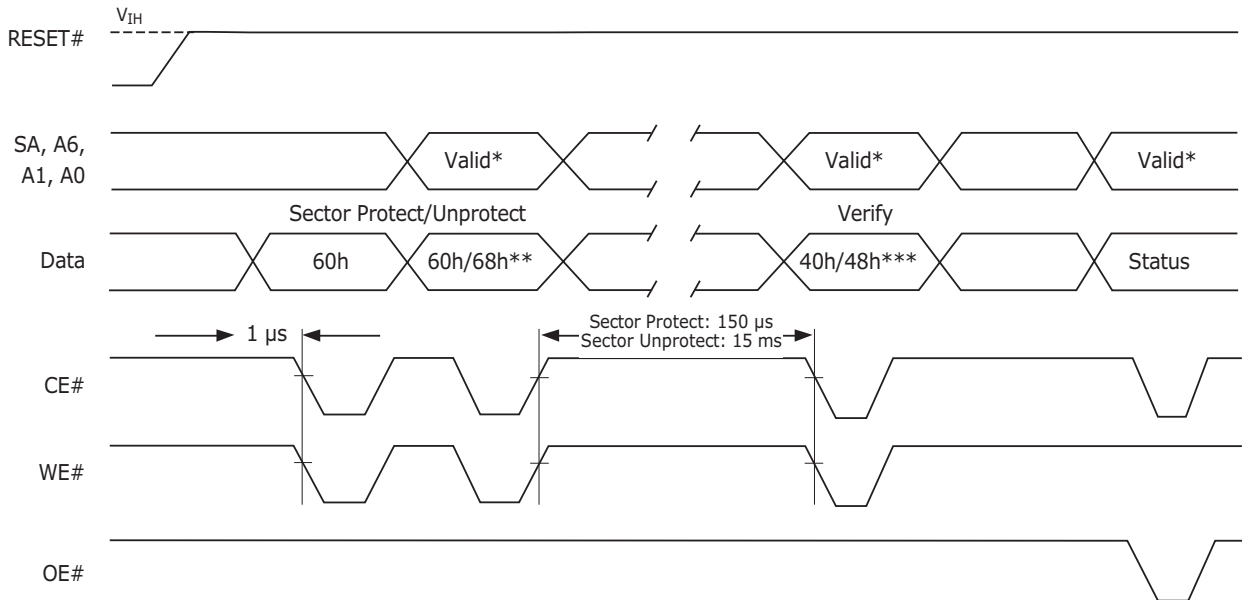 V_IH
RESET#
SA, A6,
A1, A0
Valid* Valid* Valid*
Sector Protect/Unprotect Verify
Data 60h 60h/68h** 40h/48h*** Status
1 µs Sector Protect: 150 µs
Sector Unprotect: 15 ms
CE#
WE#
OE#